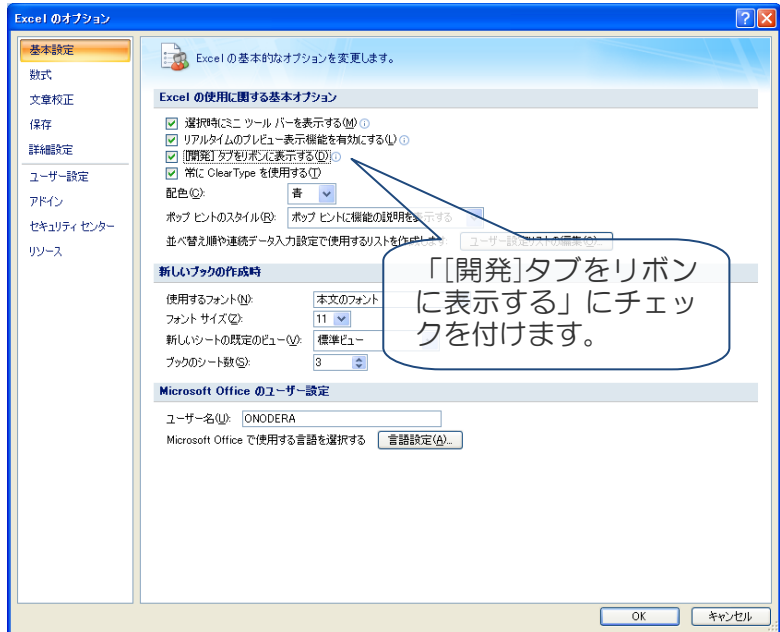 Excel のオプション
基本設定
数式
文章校正
保存
詳細設定
ユーザー設定
アドイン
セキュリティ センター
リソース
Excel の基本的なオプションを変更します。
Excel の使用に関する基本オプション
選択時にミニ ツール バーを表示する(M)
リアルタイムのプレビュー表示機能を有効にする(L)
[開発] タブをリボンに表示する(D)
常に ClearType を使用する(T)
配色(C): 青
ポップ ヒントのスタイル(R): ポップ ヒントに機能の説明を表示する
並べ替え順や連続データ入力設定で使用するリストを作成します: ユーザー設定リストの編集(O)...
「[開発]タブをリボン
に表示する」にチェッ
クを付けます。
新しいブックの作成時
使用するフォント(N): 本文のフォント
フォント サイズ(Z): 11
新しいシートの既定のビュー(V): 標準ビュー
ブックのシート数(S): 3
Microsoft Office のユーザー設定
ユーザー名(U): ONODERA
Microsoft Office で使用する言語を選択する 言語設定(A)...
OK キャンセル